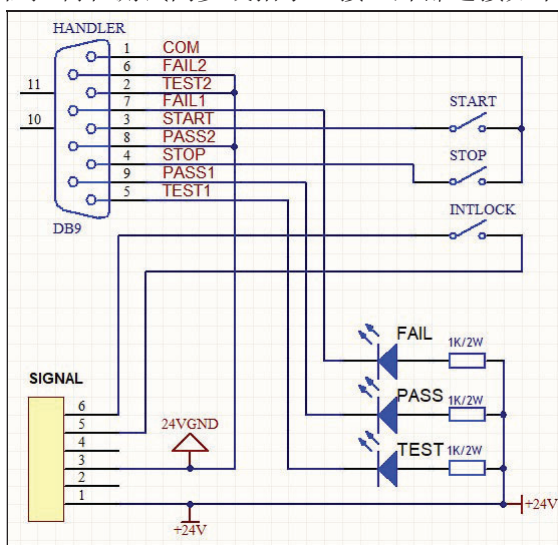 HANDLER
1 COM
6 FAIL2
11
2 TEST2
7 FAIL1
10
3 START
8 PASS2
4 STOP
9 PASS1
5 TEST1
DB9
START
STOP
INTLOCK
SIGNAL
6
5
4
3
2
1
24VGND
+24V
FAIL 1K/2W
PASS 1K/2W
TEST 1K/2W
+24V